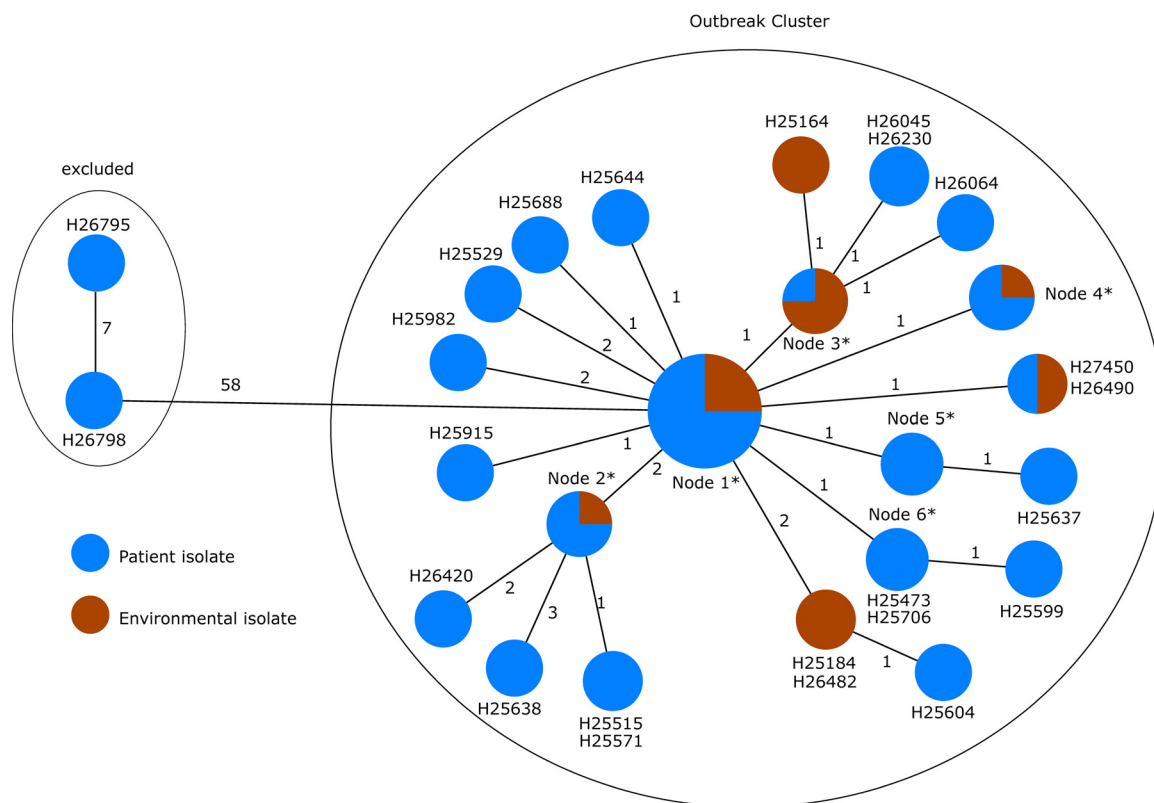 Outbreak Cluster
excluded
H26795
7
H26798
58
H25164
H26045
H26230
H26064
H25644
H25688
H25529
H25982
H25915
1
1
2
2
1
1
1
1
1
Node 3*
1
Node 4*
1
H27450
H26490
Node 1*
2
Node 2*
Node 5*
1
1
H25637
1
Node 6*
1
H25473
H25706
H25599
2
H25184
H26482
1
H25604
H26420
2
3
1
H25638
H25515
H25571
Patient isolate
Environmental isolate